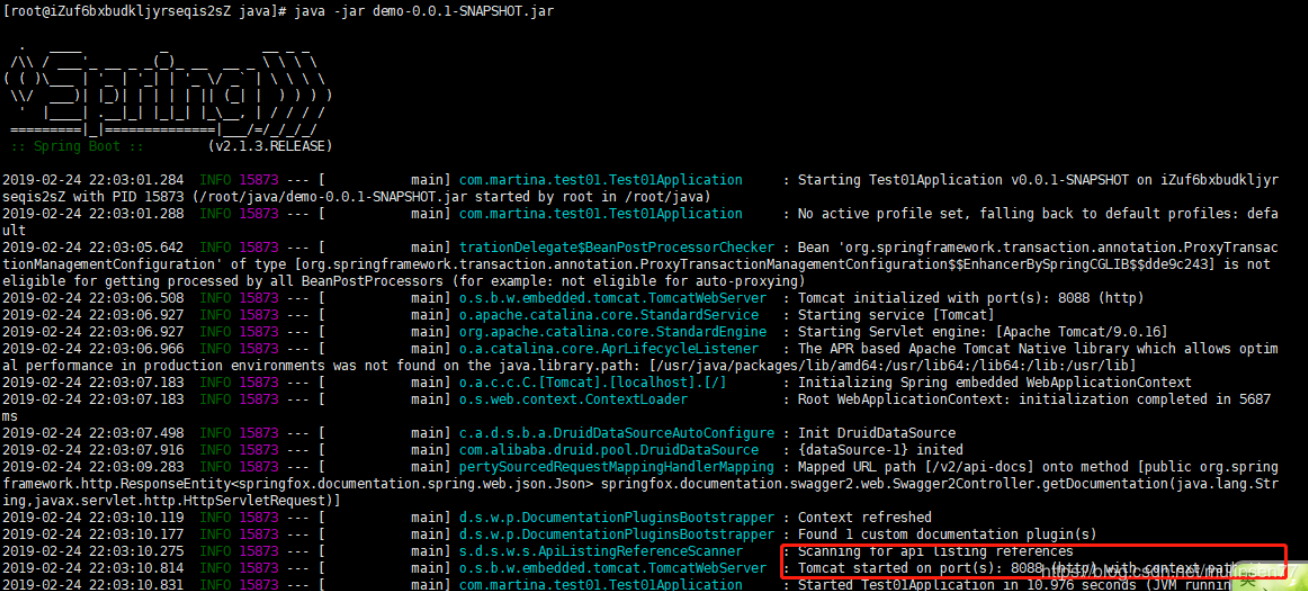 [root@iZuf6bxbudkljyrseqis2sZ java]# java -jar demo-0.0.1-SNAPSHOT.jar
Spring
:: Spring Boot ::        (v2.1.3.RELEASE)
2019-02-24 22:03:01.284  INFO 15873 --- [           main] com.martina.test01.Test01Application     : Starting Test01Application v0.0.1-SNAPSHOT on iZuf6bxbudkljyr
seqis2sZ with PID 15873 (/root/java/demo-0.0.1-SNAPSHOT.jar started by root in /root/java)
2019-02-24 22:03:01.288  INFO 15873 --- [           main] com.martina.test01.Test01Application     : No active profile set, falling back to default profiles: defa
ult
2019-02-24 22:03:05.642  INFO 15873 --- [           main] trationDelegate$BeanPostProcessorChecker : Bean 'org.springframework.transaction.annotation.ProxyTransac
tionManagementConfiguration' of type [org.springframework.transaction.annotation.ProxyTransactionManagementConfiguration$$EnhancerBySpringCGLIB$$dde9c243] is not
eligible for getting processed by all BeanPostProcessors (for example: not eligible for auto-proxying)
2019-02-24 22:03:06.508  INFO 15873 --- [           main] o.s.b.w.embedded.tomcat.TomcatWebServer  : Tomcat initialized with port(s): 8088 (http)
2019-02-24 22:03:06.927  INFO 15873 --- [           main] o.apache.catalina.core.StandardService   : Starting service [Tomcat]
2019-02-24 22:03:06.927  INFO 15873 --- [           main] org.apache.catalina.core.StandardEngine  : Starting Servlet engine: [Apache Tomcat/9.0.16]
2019-02-24 22:03:06.966  INFO 15873 --- [           main] o.a.catalina.core.AprLifecycleListener   : The APR based Apache Tomcat Native library which allows optim
al performance in production environments was not found on the java.library.path: [/usr/java/packages/lib/amd64:/usr/lib64:/lib64:/lib:/usr/lib]
2019-02-24 22:03:07.183  INFO 15873 --- [           main] o.a.c.c.C.[Tomcat].[localhost].[/]       : Initializing Spring embedded WebApplicationContext
2019-02-24 22:03:07.183  INFO 15873 --- [           main] o.s.web.context.ContextLoader            : Root WebApplicationContext: initialization completed in 5687
ms
2019-02-24 22:03:07.498  INFO 15873 --- [           main] c.a.d.s.b.a.DruidDataSourceAutoConfigure : Init DruidDataSource
2019-02-24 22:03:07.916  INFO 15873 --- [           main] com.alibaba.druid.pool.DruidDataSource   : {dataSource-1} inited
2019-02-24 22:03:09.283  INFO 15873 --- [           main] pertySourcedRequestMappingHandlerMapping : Mapped URL path [/v2/api-docs] onto method [public org.spring
framework.http.ResponseEntity<springfox.documentation.spring.web.json.Json> springfox.documentation.swagger2.web.Swagger2Controller.getDocumentation(java.lang.Str
ing,javax.servlet.http.HttpServletRequest)]
2019-02-24 22:03:10.119  INFO 15873 --- [           main] d.s.w.p.DocumentationPluginsBootstrapper : Context refreshed
2019-02-24 22:03:10.177  INFO 15873 --- [           main] d.s.w.p.DocumentationPluginsBootstrapper : Found 1 custom documentation plugin(s)
2019-02-24 22:03:10.275  INFO 15873 --- [           main] s.d.s.w.s.ApiListingReferenceScanner     : Scanning for api listing references
2019-02-24 22:03:10.814  INFO 15873 --- [           main] o.s.b.w.embedded.tomcat.TomcatWebServer  : Tomcat started on port(s): 8088 (http) with context path
2019-02-24 22:03:10.831  INFO 15873 --- [           main] com.martina.test01.Test01Application     : Started Test01Application in 10.976 seconds (JVM runnin
英